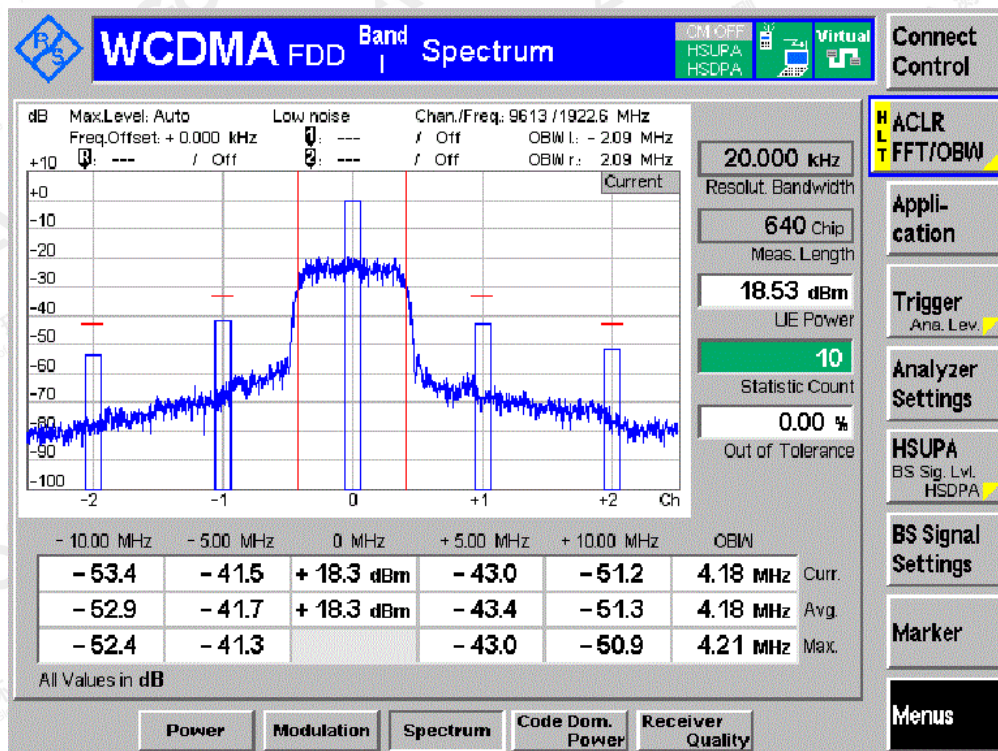 R S
WCDMA FDD Band I Spectrum
CM OFF
HSUPA
HSDPA
Virtual
Connect Control
dB Max.Level: Auto Low noise Chan./Freq.: 9613 / 1922.6 MHz
Freq.Offset: + 0.000 kHz 1: --- / Off OBW l.: - 2.09 MHz
R: --- / Off 2: --- / Off OBW r.: 2.09 MHz
Current
+10
+0
-10
-20
-30
-40
-50
-60
-70
-80
-90
-100
-2 -1 0 +1 +2 Ch
20.000 kHz
Resolut. Bandwidth
640 Chip
Meas. Length
18.53 dBm
UE Power
10
Statistic Count
0.00 %
Out of Tolerance
- 10.00 MHz - 5.00 MHz 0 MHz + 5.00 MHz + 10.00 MHz OBW
- 53.4 - 41.5 + 18.3 dBm - 43.0 - 51.2 4.18 MHz Curr.
- 52.9 - 41.7 + 18.3 dBm - 43.4 - 51.3 4.18 MHz Avg.
- 52.4 - 41.3 - 43.0 - 50.9 4.21 MHz Max.
All Values in dB
HLT
ACLR
FFT/OBW
Appli-
cation
Trigger
Ana. Lev.
Analyzer
Settings
HSUPA
BS Sig. Lvl.
HSDPA
BS Signal
Settings
Marker
Menus
Power Modulation Spectrum Code Dom. Power Receiver Quality